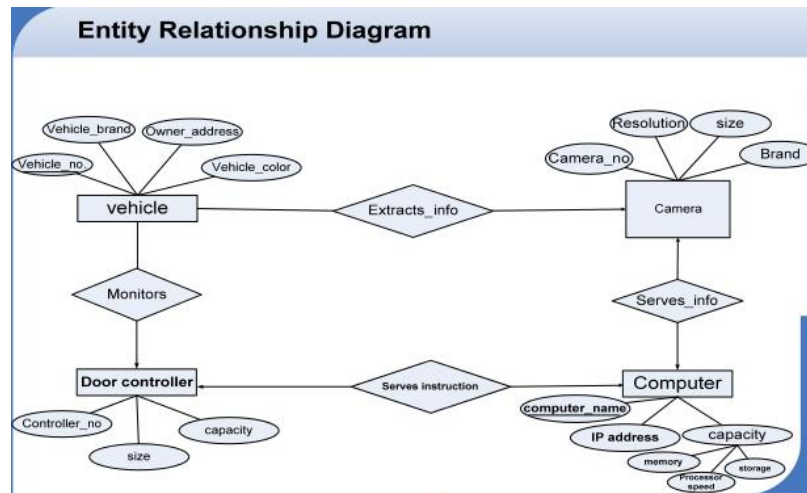 Entity Relationship Diagram
Vehicle_brand
Owner_address
Vehicle_no
Vehicle_color
vehicle
Resolution
size
Camera_no
Brand
Camera
Extracts_info
Monitors
Serves_info
Door controller
Serves instruction
Computer
Controller_no
size
capacity
computer_name
IP address
capacity
memory
Processor
speed
storage